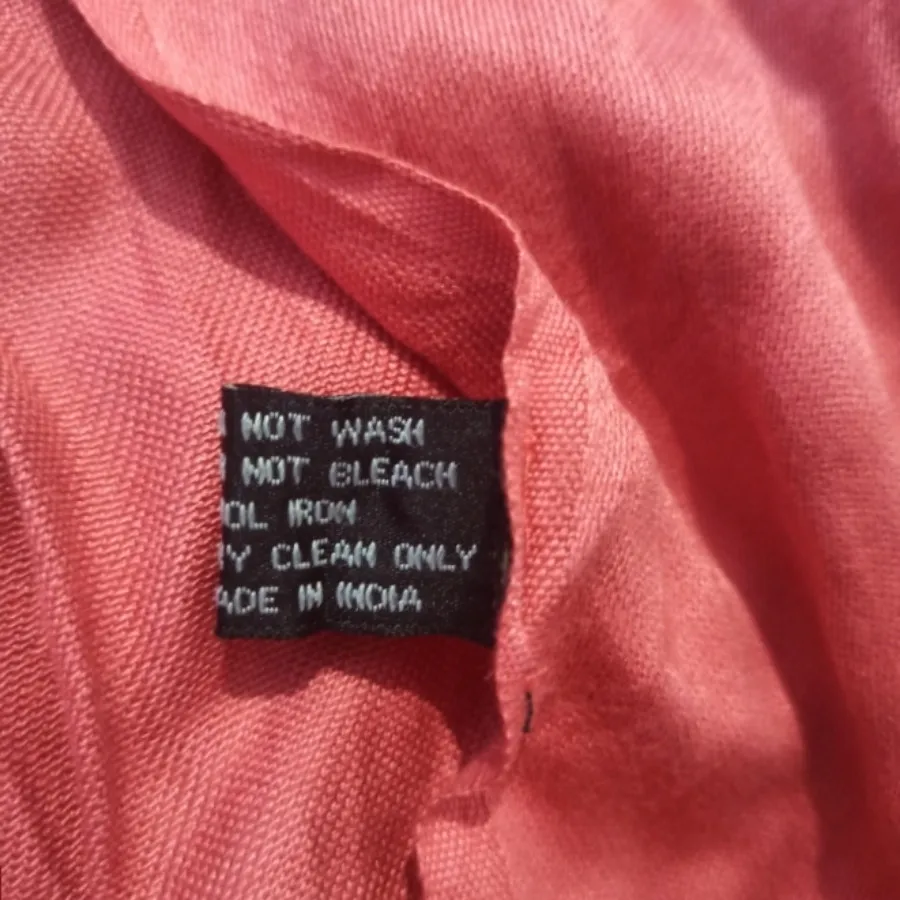 NOT WASH
NOT BLEACH
OL IRON
Y CLEAN ONLY
ADE IN INDIA